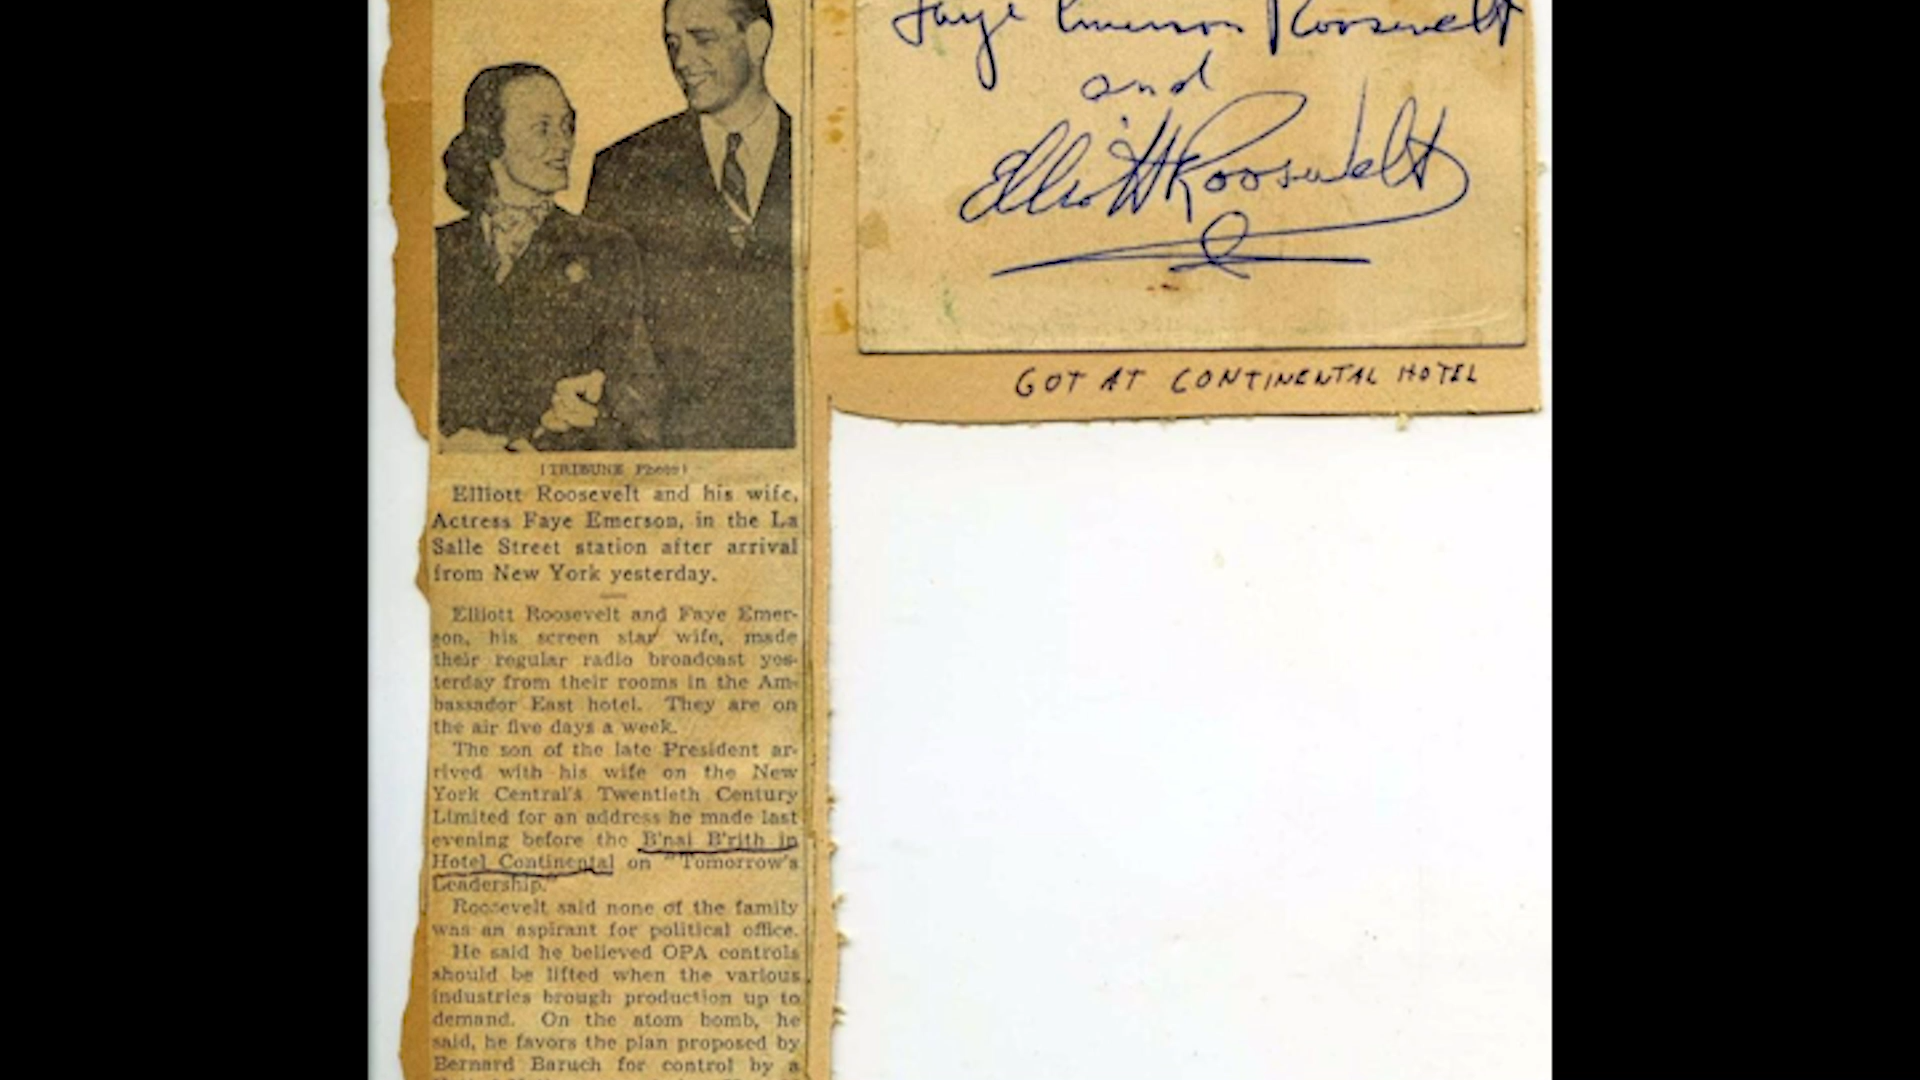 (TRIBUNE Photo)
Elliott Roosevelt and his wife,
Actress Faye Emerson, in the La
Salle Street station after arrival
from New York yesterday.
Elliott Roosevelt and Faye Emer-
son, his screen star wife, made
their regular radio broadcast yes-
terday from their rooms in the Am-
bassador East hotel. They are on
the air five days a week.
The son of the late President ar-
rived with his wife on the New
York Central's Twentieth Century
Limited for an address he made last
evening before the B'nai B'rith in
Hotel Continental on "Tomorrow's
Leadership."
Roosevelt said none of the family
was an aspirant for political office.
He said he believed OPA controls
should be lifted when the various
industries brough production up to
demand. On the atom bomb, he
said, he favors the plan proposed by
Bernard Baruch for control by a
Faye Emerson Roosevelt
and
Elliott Roosevelt
GOT AT CONTINENTAL HOTEL